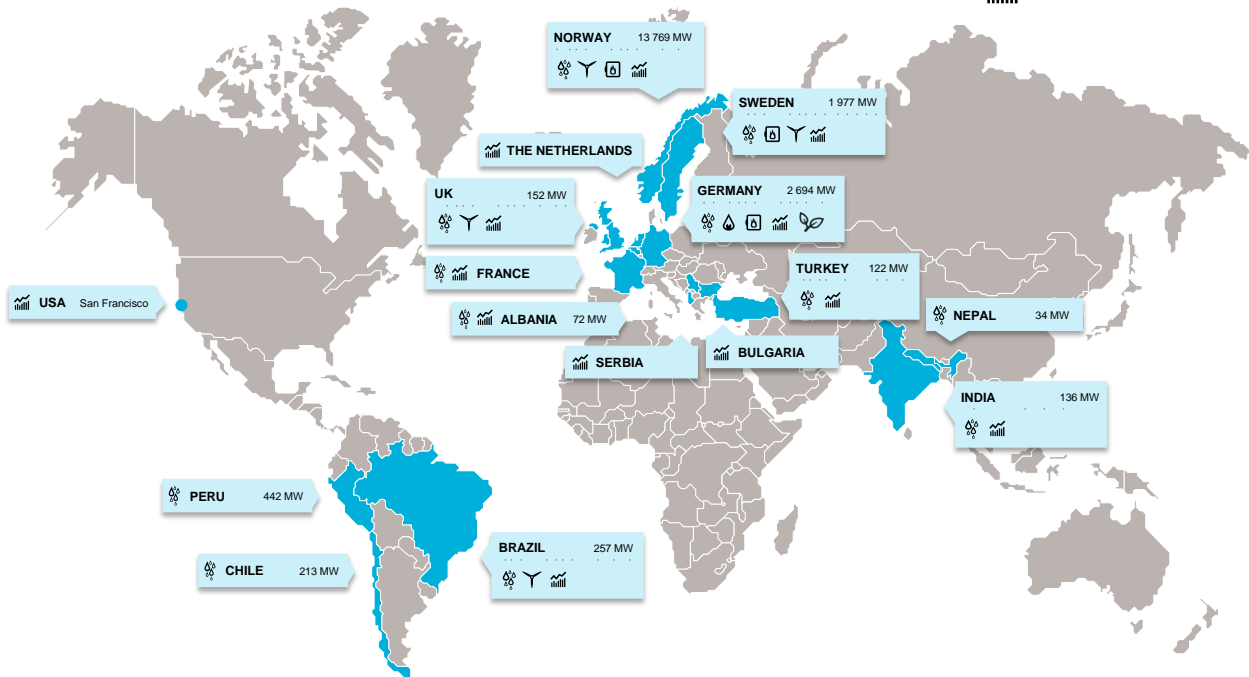 NORWAY 13 769 MW
SWEDEN 1 977 MW
THE NETHERLANDS
UK 152 MW
GERMANY 2 694 MW
FRANCE
TURKEY 122 MW
USA San Francisco
ALBANIA 72 MW
NEPAL 34 MW
SERBIA
BULGARIA
INDIA 136 MW
PERU 442 MW
BRAZIL 257 MW
CHILE 213 MW